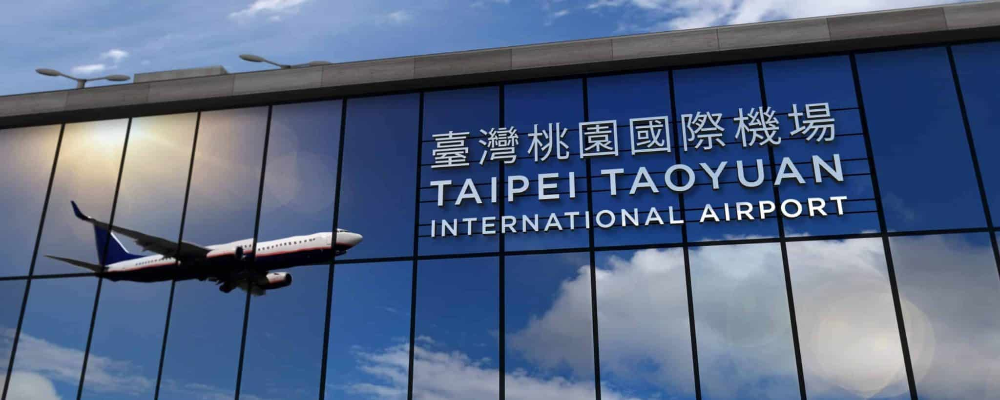 臺灣桃園國際機場
TAIPEI TAOYUAN
INTERNATIONAL AIRPORT